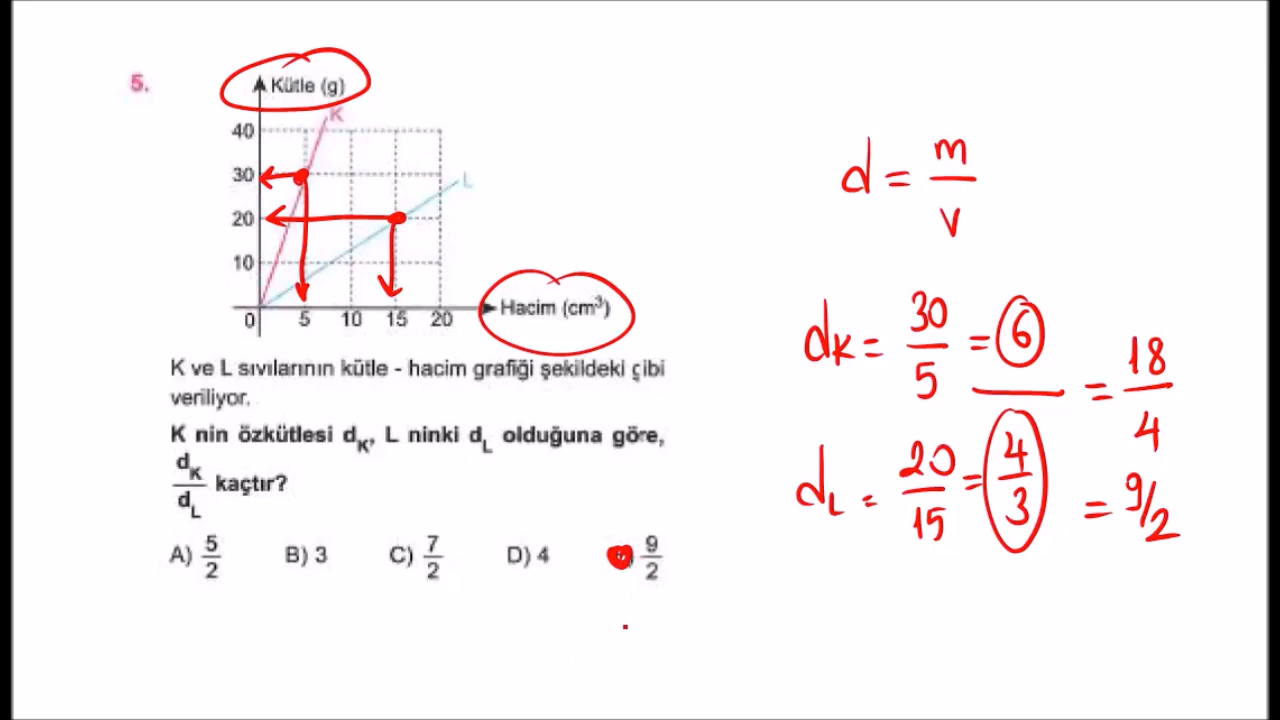 5.
Kütle (g)
K
40
30
L
20
10
0 5 10 15 20
Hacim (cm³)
K ve L sıvılarının kütle - hacim grafiği şekildeki gibi
veriliyor.
K nin özkütlesi dK, L ninki dL olduğuna göre,
dK/dL kaçtır?
A) 5/2 B) 3 C) 7/2 D) 4 ) 9/2
d = m/v
dK = 30/5 = 6
dL = 20/15 = 4/3
= 18/4
= 9/2